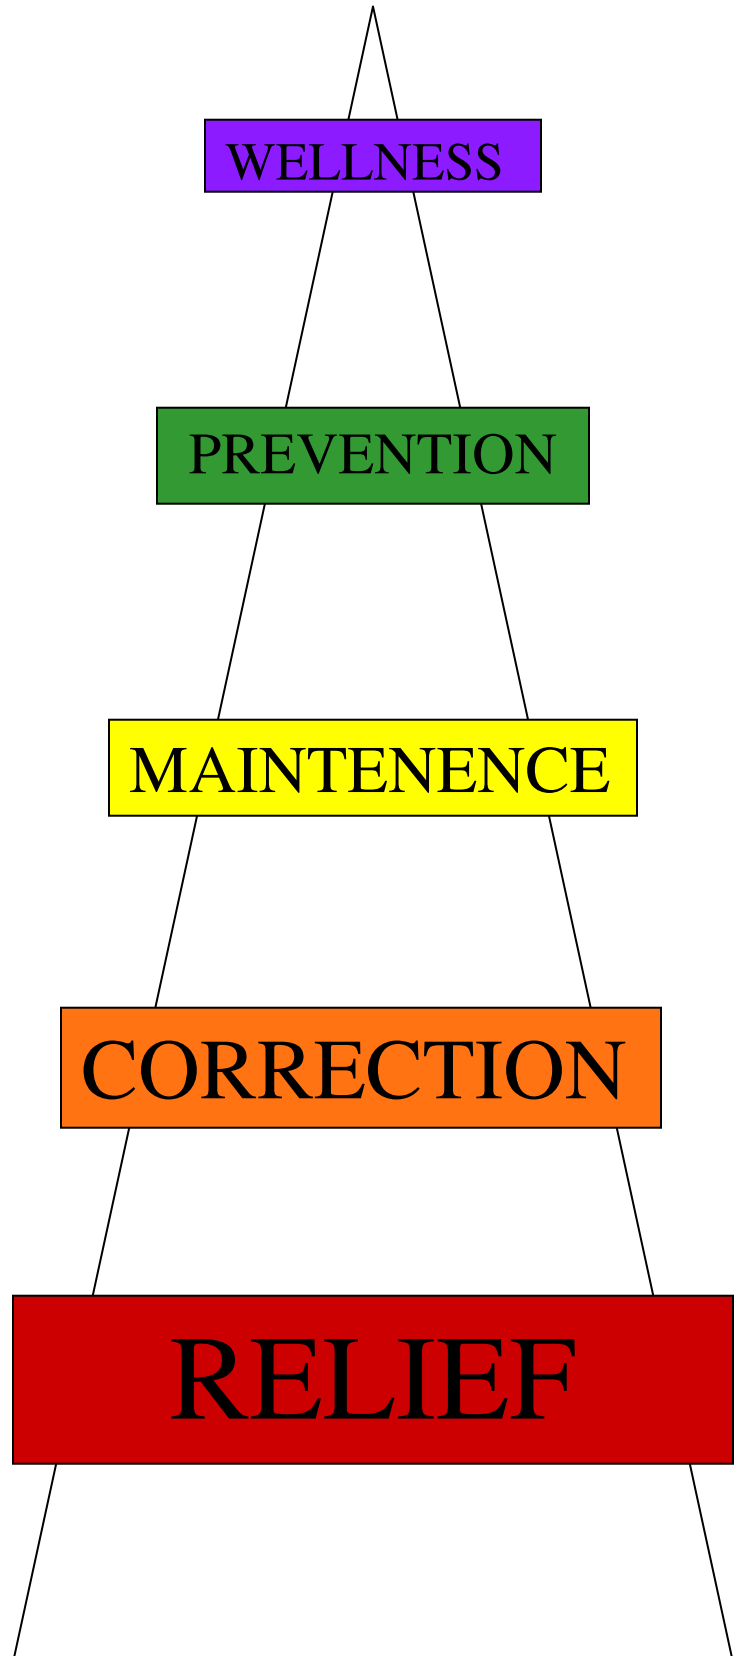 WELLNESS
PREVENTION
MAINTENENCE
CORRECTION
RELIEF